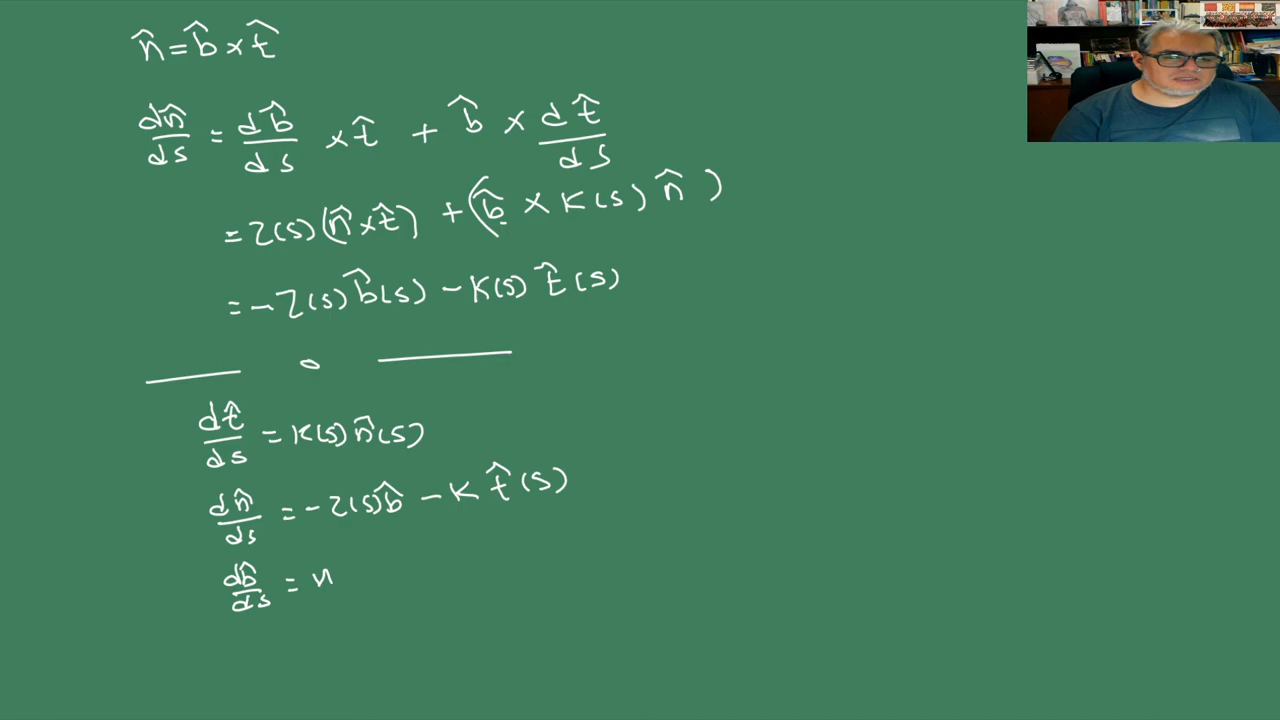 n̂ = b̂ × t̂
dn̂/ds = db̂/ds × t̂ + b̂ × dt̂/ds
= τ(s)(n̂ × t̂) + (b̂ × κ(s) n̂)
= -τ(s) b̂(s) - κ(s) t̂(s)
dt̂/ds = κ(s) n̂(s)
dn̂/ds = -τ(s) b̂ - κ t̂(s)
db̂/ds = n